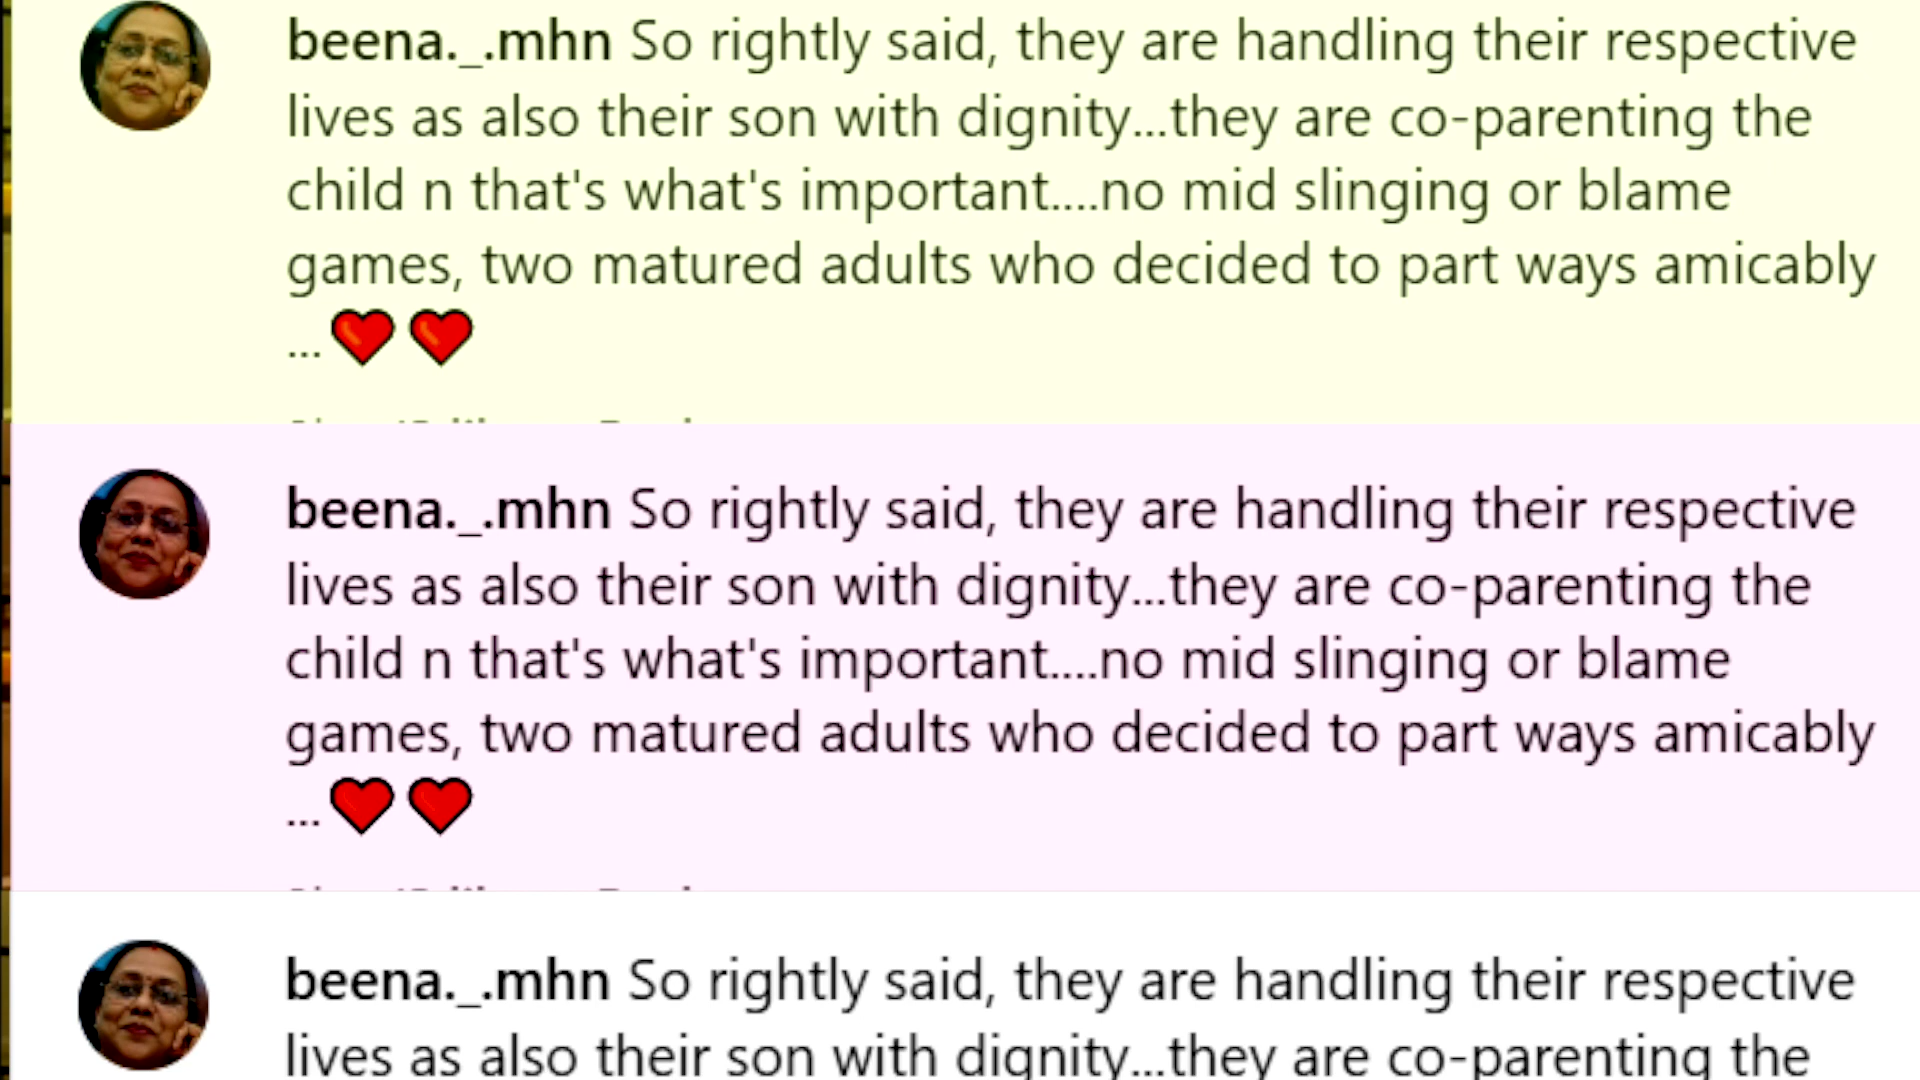 beena._.mhn So rightly said, they are handling their respective
lives as also their son with dignity...they are co-parenting the
child n that's what's important....no mid slinging or blame
games, two matured adults who decided to part ways amicably
...❤️❤️
beena._.mhn So rightly said, they are handling their respective
lives as also their son with dignity...they are co-parenting the
child n that's what's important....no mid slinging or blame
games, two matured adults who decided to part ways amicably
...❤️❤️
beena._.mhn So rightly said, they are handling their respective
lives as also their son with dignity...they are co-parenting the